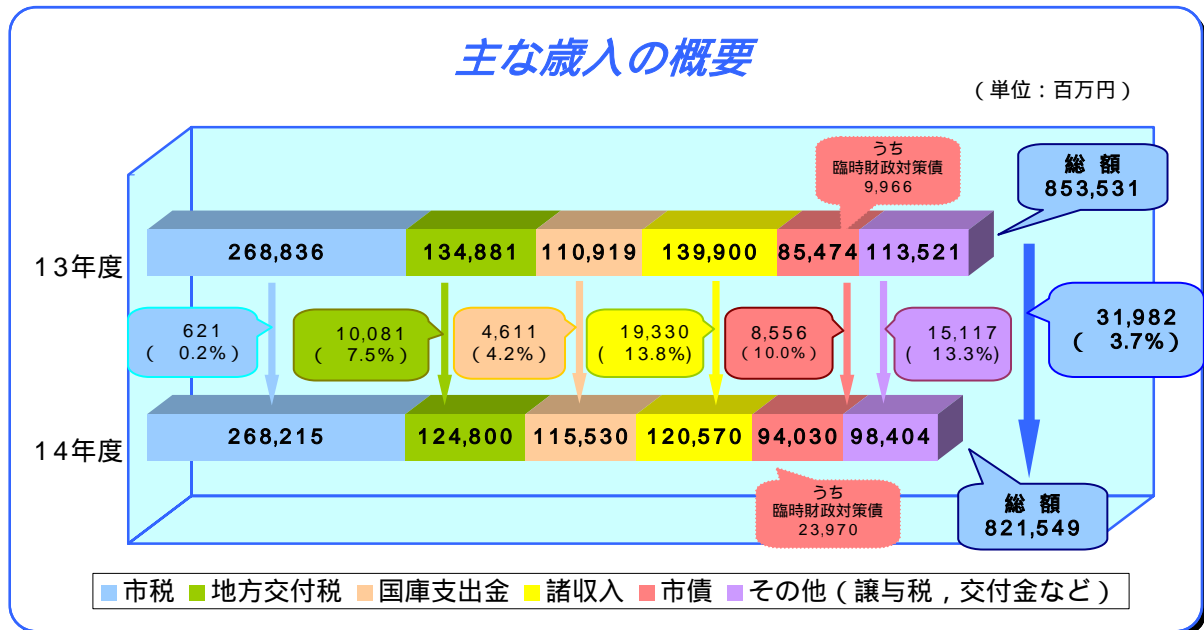 主な歳入の概要
(単位：百万円)
うち
臨時財政対策債
9,966
総 額
853,531
13年度
268,836
134,881
110,919
139,900
85,474
113,521
621
( 0.2%)
10,081
( 7.5%)
4,611
(4.2%)
19,330
( 13.8%)
8,556
(10.0%)
15,117
( 13.3%)
31,982
( 3.7%)
14年度
268,215
124,800
115,530
120,570
94,030
98,404
うち
臨時財政対策債
23,970
総 額
821,549
市税 地方交付税 国庫支出金 諸収入 市債 その他(譲与税,交付金など)